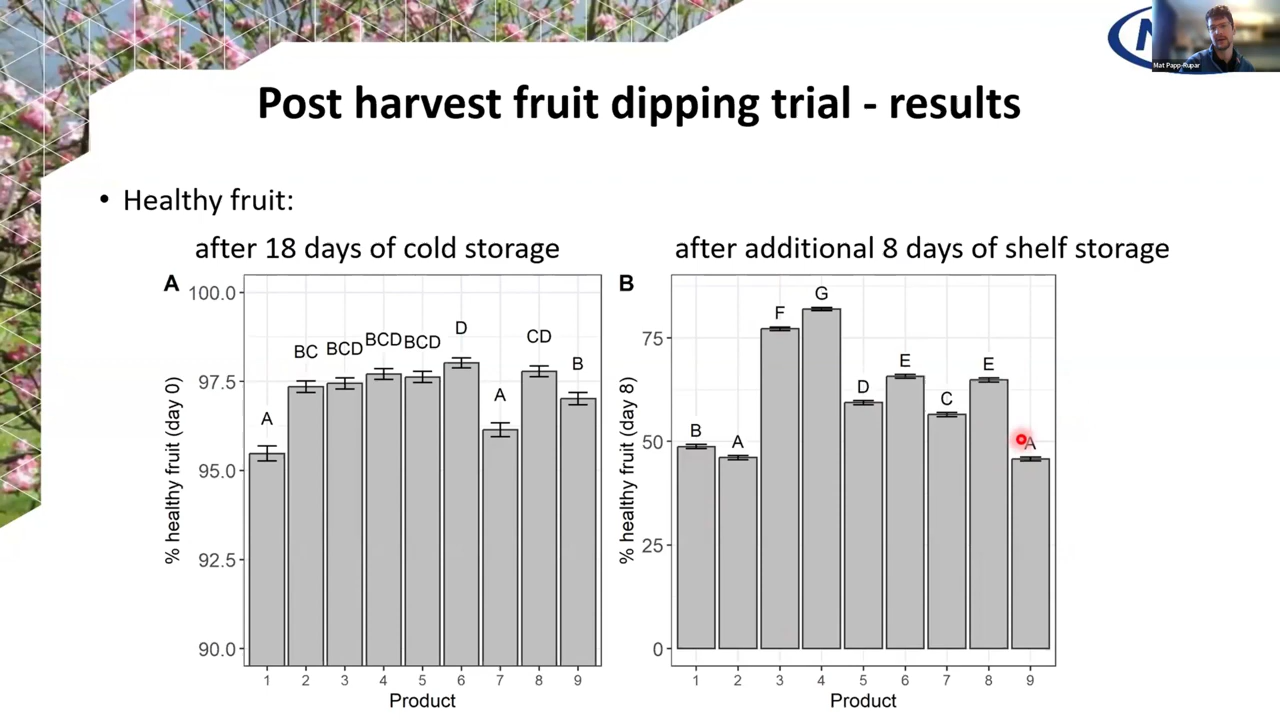 Mat Papp-Rupar
Post harvest fruit dipping trial - results
• Healthy fruit:
after 18 days of cold storage
after additional 8 days of shelf storage
A
% healthy fruit (day 0)
100.0
97.5
95.0
92.5
90.0
A BC BCD BCD BCD D A CD B
1 2 3 4 5 6 7 8 9
Product
B
% healthy fruit (day 8)
75
50
25
0
B A F G D E C E A
1 2 3 4 5 6 7 8 9
Product